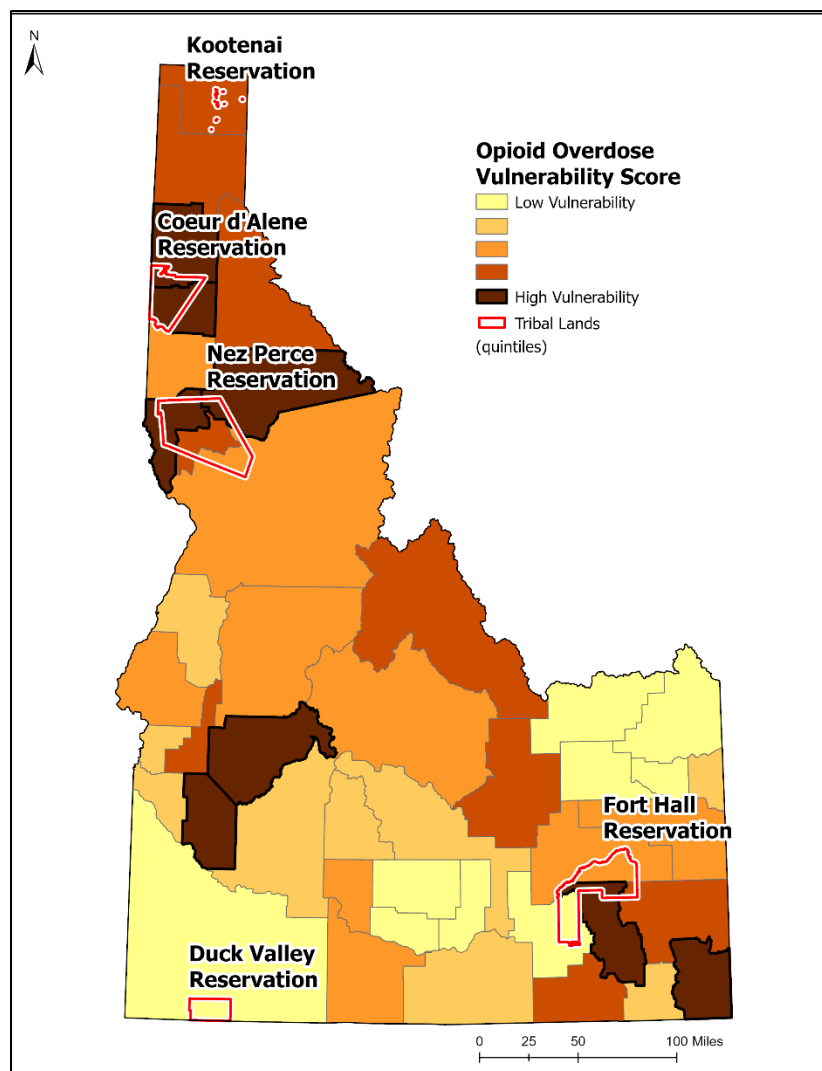 N
Kootenai
Reservation
Opioid Overdose
Vulnerability Score
Low Vulnerability
High Vulnerability
Tribal Lands
(quintiles)
Coeur d'Alene
Reservation
Nez Perce
Reservation
Fort Hall
Reservation
Duck Valley
Reservation
0 25 50 100 Miles